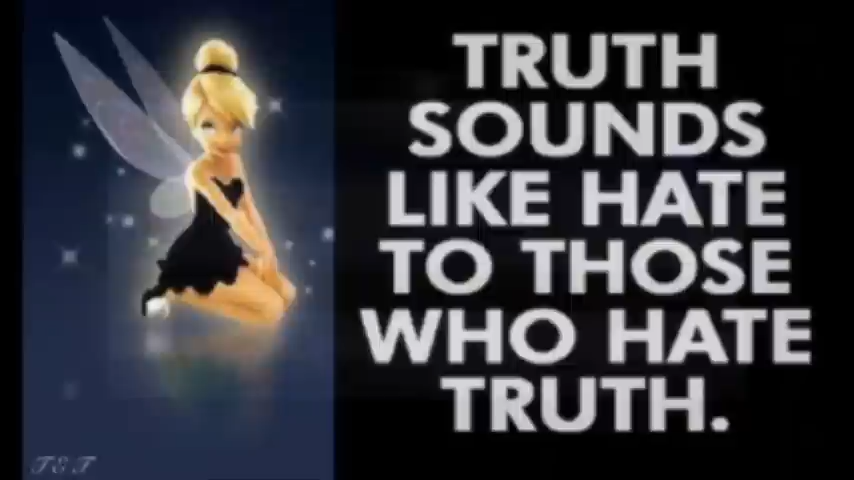 TRUTH
SOUNDS
LIKE HATE
TO THOSE
WHO HATE
TRUTH.
T&T